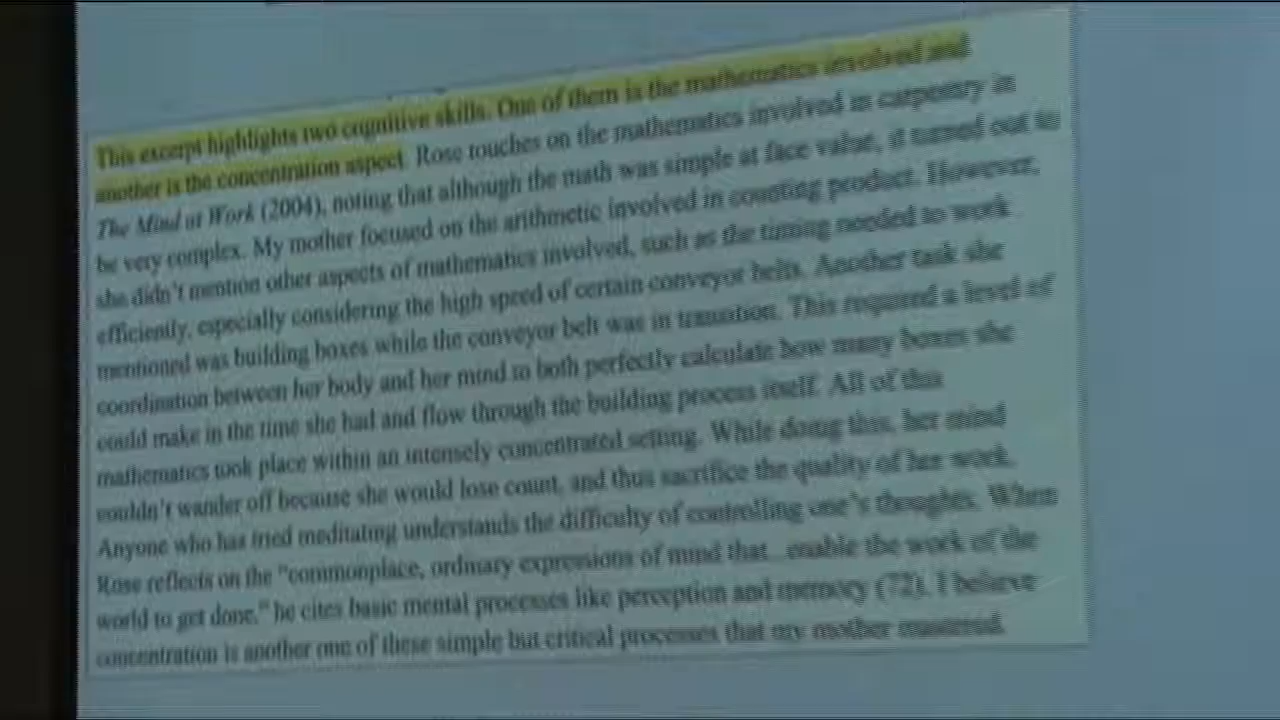 This excerpt highlights two cognitive skills. One of them is the mathematics involved and
another is the concentration aspect. Rose touches on the mathematics involved in carpentry in
The Mind at Work (2004), noting that although the math was simple at face value, it turned out to
be very complex. My mother focused on the arithmetic involved in counting product. However,
she didn't mention other aspects of mathematics involved, such as the timing needed to work
efficiently, especially considering the high speed of certain conveyor belts. Another task she
mentioned was building boxes while the conveyor belt was in transition. This required a level of
coordination between her body and her mind to both perfectly calculate how many boxes she
could make in the time she had and flow through the building process itself. All of this
mathematics took place within an intensely concentrated setting. While doing this, her mind
couldn't wander off because she would lose count, and thus sacrifice the quality of her work.
Anyone who has tried meditating understands the difficulty of controlling one's thoughts. When
Rose reflects on the "commonplace, ordinary expressions of mind that...enable the work of the
world to get done," he cites basic mental processes like perception and memory (72). I believe
concentration is another one of these simple but critical processes that my mother mastered.